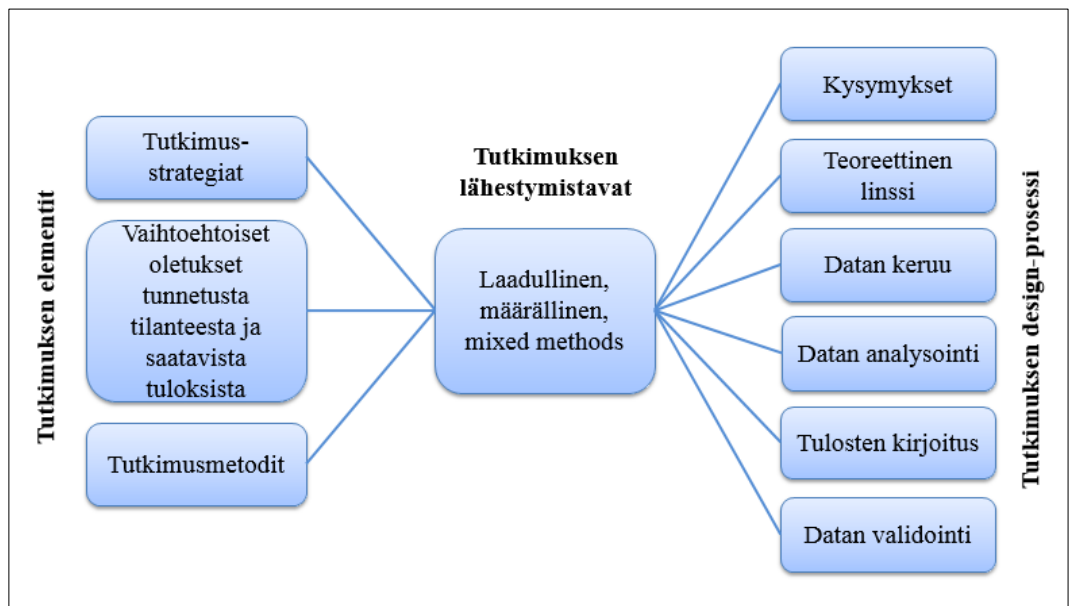 Tutkimuksen elementit
Tutkimus-
strategiat
Vaihtoehtoiset
oletukset
tunnetusta
tilanteesta ja
saatavista
tuloksista
Tutkimusmetodit
Tutkimuksen
lähestymistavat
Laadullinen,
määrällinen,
mixed methods
Kysymykset
Teoreettinen
linssi
Datan keruu
Datan analysointi
Tulosten kirjoitus
Datan validointi
Tutkimuksen design-prosessi